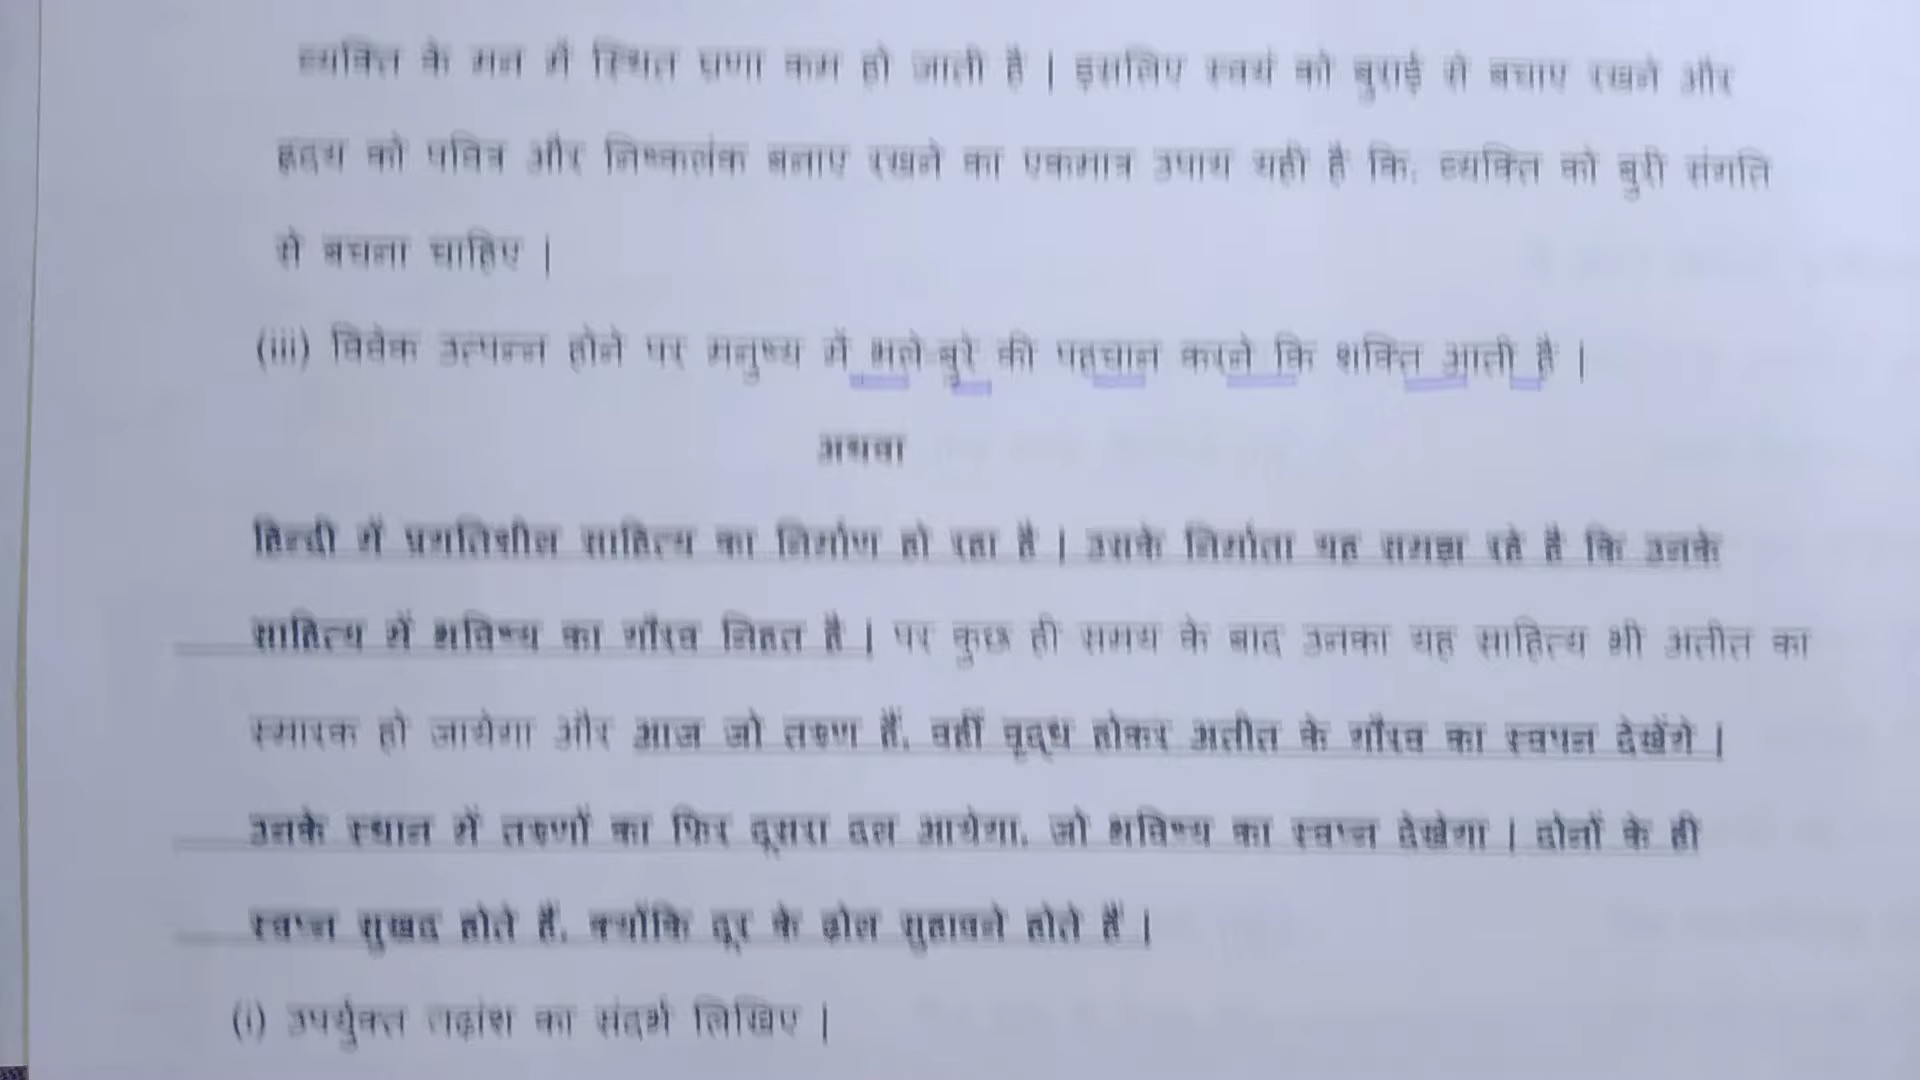 व्यक्ति के मन में स्थित घृणा कम हो जाती है | इसलिए स्वयं को बुराई से बचाए रखने और
हृदय को पवित्र और निष्कलंक बनाए रखने का एकमात्र उपाय यही है कि, व्यक्ति को बुरी संगति
से बचना चाहिए |
(iii) विवेक उत्पन्न होने पर मनुष्य में भले-बुरे की पहचान करने कि शक्ति आती है |
अथवा
हिन्दी में प्रगतिशील साहित्य का निर्माण हो रहा है | उसके निर्माता यह समझ रहे है कि उनके
साहित्य में भविष्य का गौरव निहत है | पर कुछ ही समय के बाद उनका यह साहित्य भी अतीत का
स्मारक हो जायेगा और आज जो तरुण हैं, वहीं वृद्ध होकर अतीत के गौरव का स्वपन देखेंगे |
उनके स्थान में तरुणों का फिर दूसरा दल आयेगा, जो भविष्य का स्वप्न देखेगा | दोनों के ही
स्वप्न सुखद होते हैं, क्योंकि दूर के ढोल सुहावने होते हैं |
(i) उपर्युक्त का संदर्भ लिखिए |